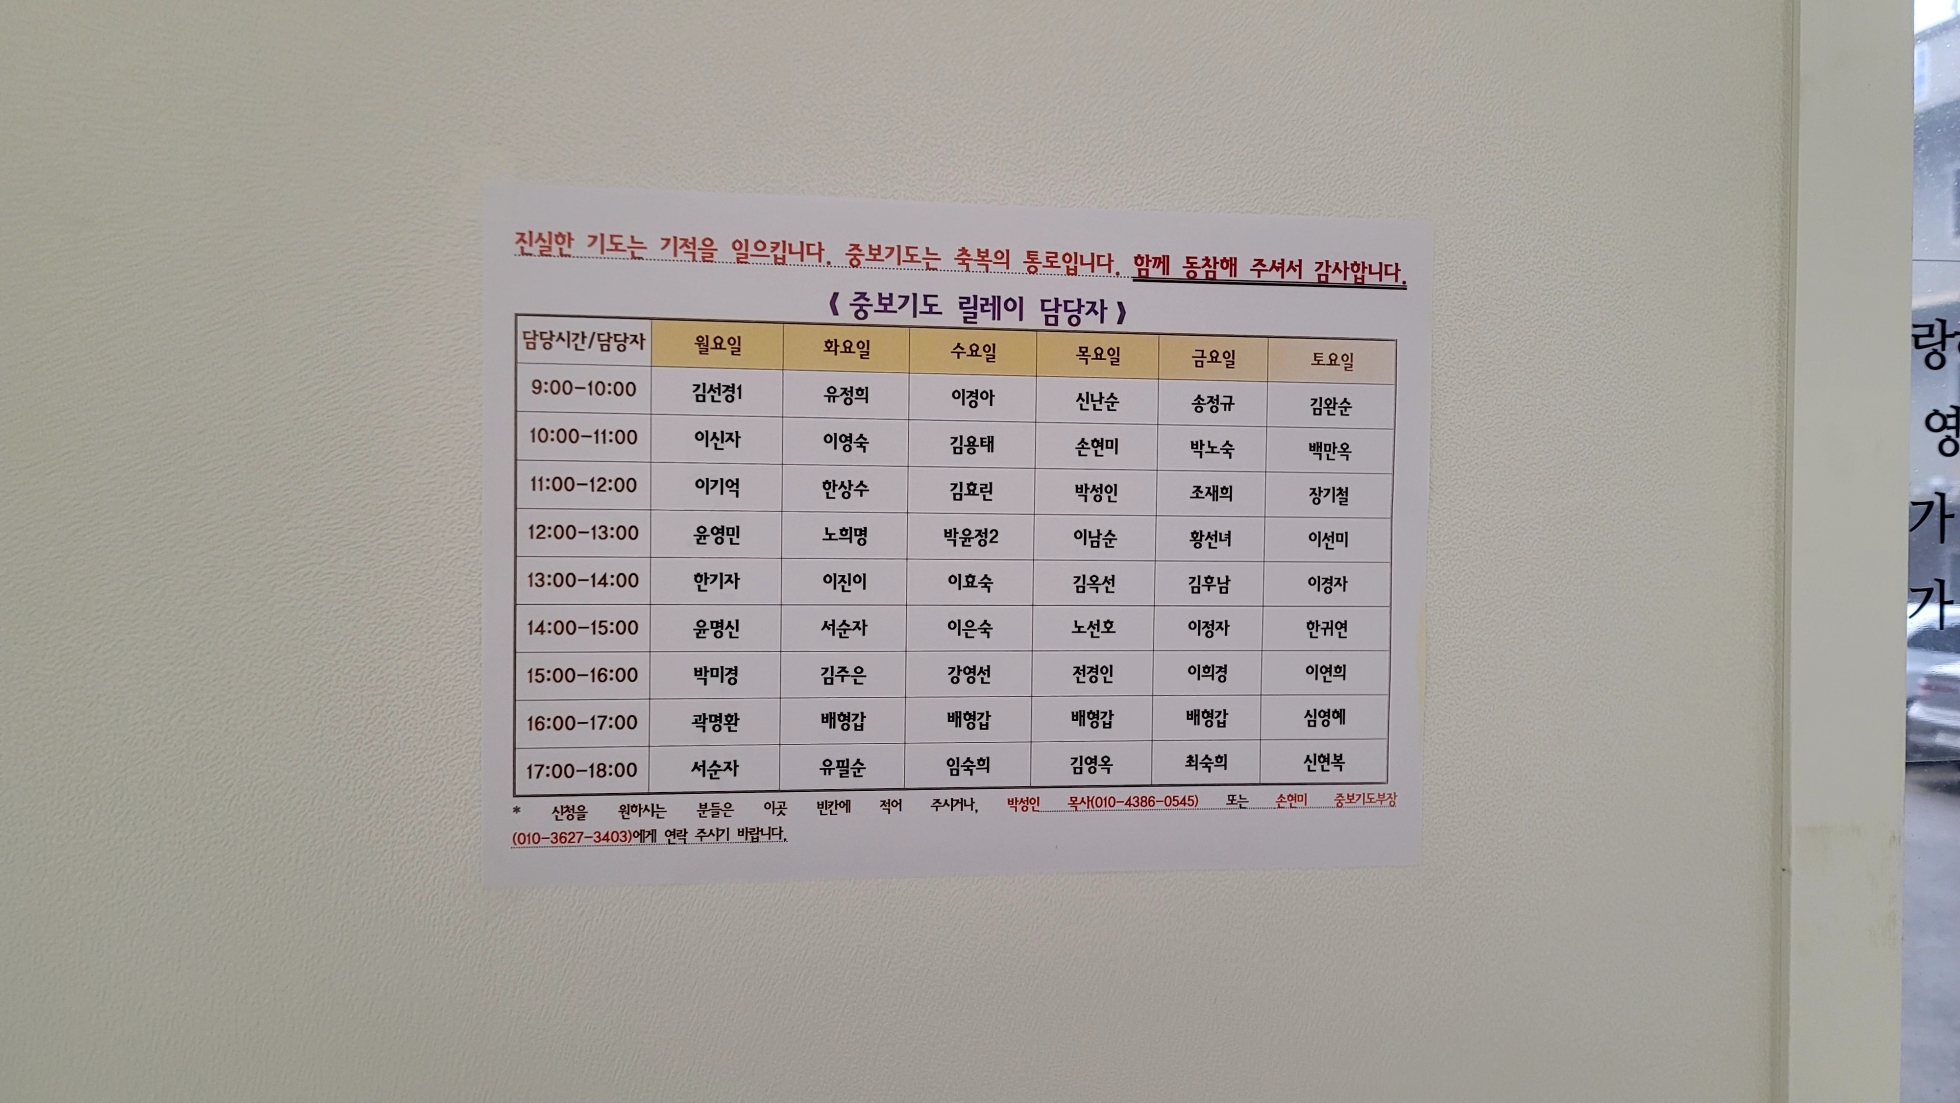 진실한 기도는 기적을 일으킵니다. 중보기도는 축복의 통로입니다. 함께 동참해 주셔서 감사합니다.
《 중보기도 릴레이 담당자 》
담당시간/담당자 월요일 화요일 수요일 목요일 금요일 토요일
9:00-10:00 김선경1 유정희 이경아 신난순 송정규 김완순
10:00-11:00 이신자 이영숙 김용태 손현미 박노숙 백만옥
11:00-12:00 이기억 한상수 김효린 박성인 조재희 장기철
12:00-13:00 윤영민 노희명 박윤정2 이남순 황선녀 이선미
13:00-14:00 한기자 이진이 이효숙 김옥선 김후남 이경자
14:00-15:00 윤명신 서순자 이은숙 노선호 이정자 한귀연
15:00-16:00 박미경 김주은 강영선 전경인 이희경 이연희
16:00-17:00 곽명환 배형갑 배형갑 배형갑 배형갑 심영혜
17:00-18:00 서순자 유필순 임숙희 김영옥 최숙희 신현복
* 신청을 원하시는 분들은 이곳 빈칸에 적어 주시거나, 박성인 목사(010-4386-0545) 또는 손현미 중보기도부장
(010-3627-3403)에게 연락 주시기 바랍니다.
랑
영
가
가